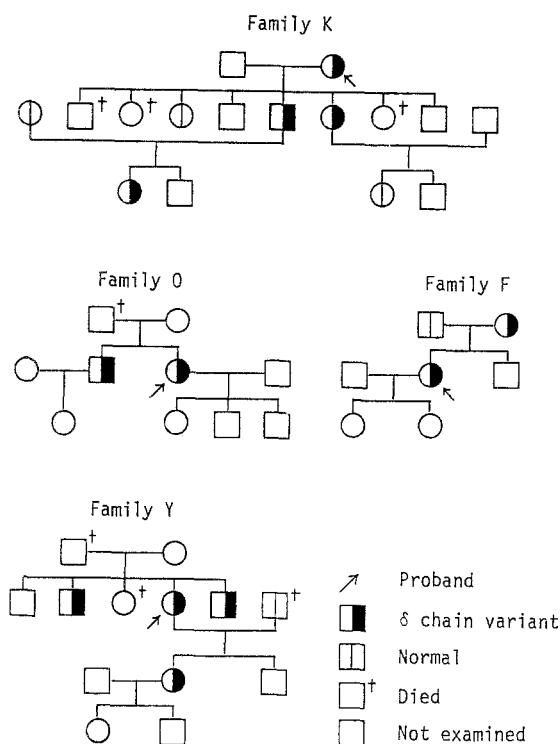 Family K
† † †
Family O
†
Family F
Family Y
†
† †
↗ Proband
δ chain variant
Normal
† Died
Not examined